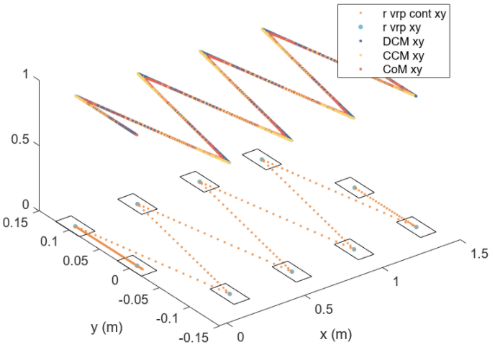 r vrp cont xy
r vrp xy
DCM xy
CCM xy
CoM xy
1
0.5
0
0.15
0.1
0.05
0
-0.05
-0.1
-0.15
y (m)
0
0.5
1
1.5
x (m)